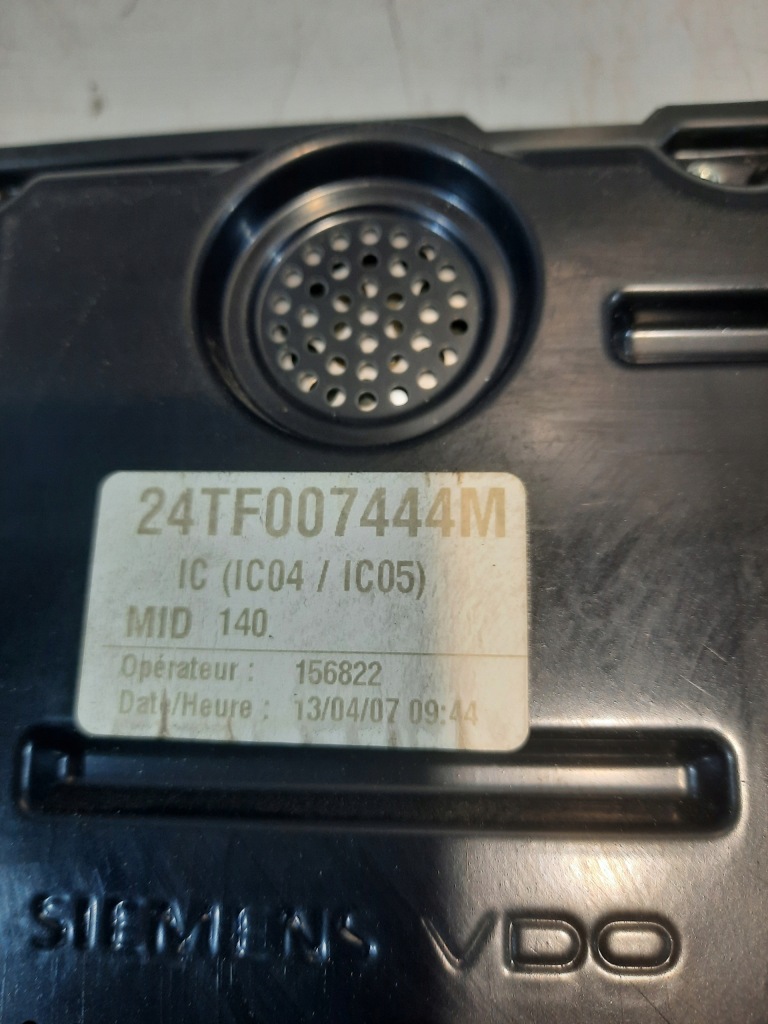 24TF007444M
IC (IC04 / IC05)
MID 140
Opérateur : 156822
Date/Heure : 13/04/07 09:44
SIEMENS VDO